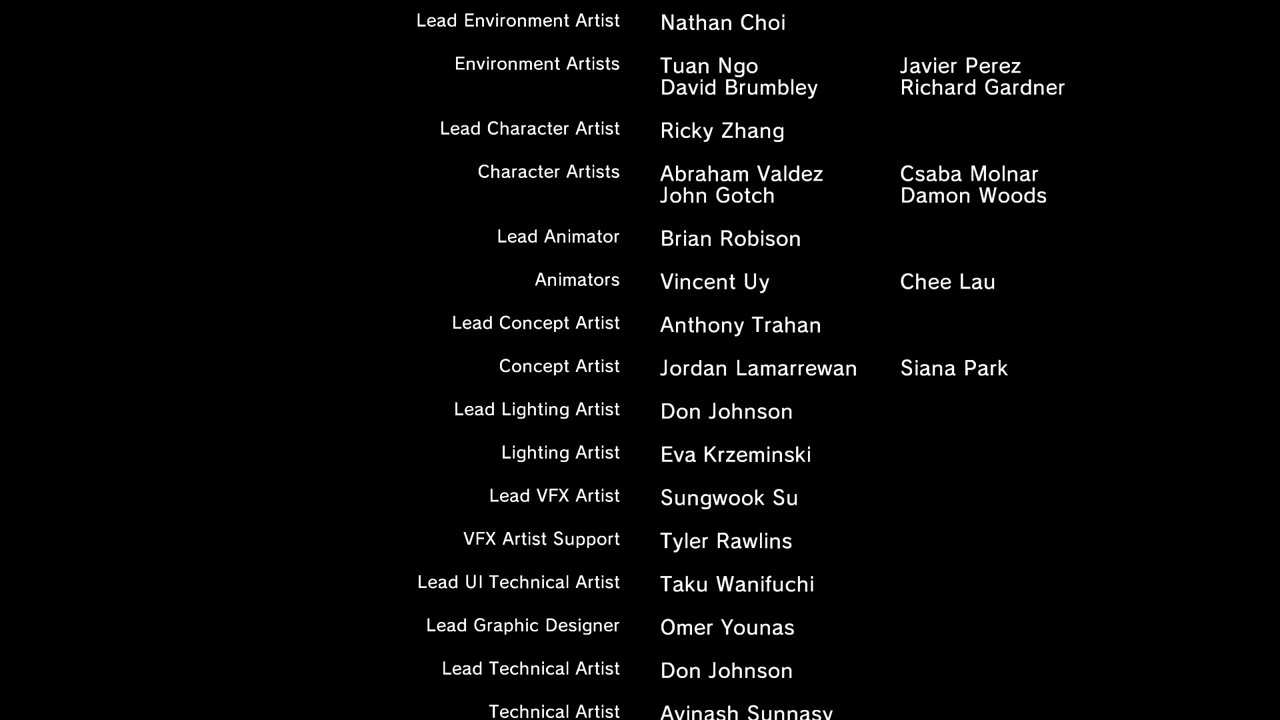 Lead Environment Artist Nathan Choi
Environment Artists Tuan Ngo Javier Perez
David Brumbley Richard Gardner
Lead Character Artist Ricky Zhang
Character Artists Abraham Valdez Csaba Molnar
John Gotch Damon Woods
Lead Animator Brian Robison
Animators Vincent Uy Chee Lau
Lead Concept Artist Anthony Trahan
Concept Artist Jordan Lamarrewan Siana Park
Lead Lighting Artist Don Johnson
Lighting Artist Eva Krzeminski
Lead VFX Artist Sungwook Su
VFX Artist Support Tyler Rawlins
Lead UI Technical Artist Taku Wanifuchi
Lead Graphic Designer Omer Younas
Lead Technical Artist Don Johnson
Technical Artist Avinash Sunnasy